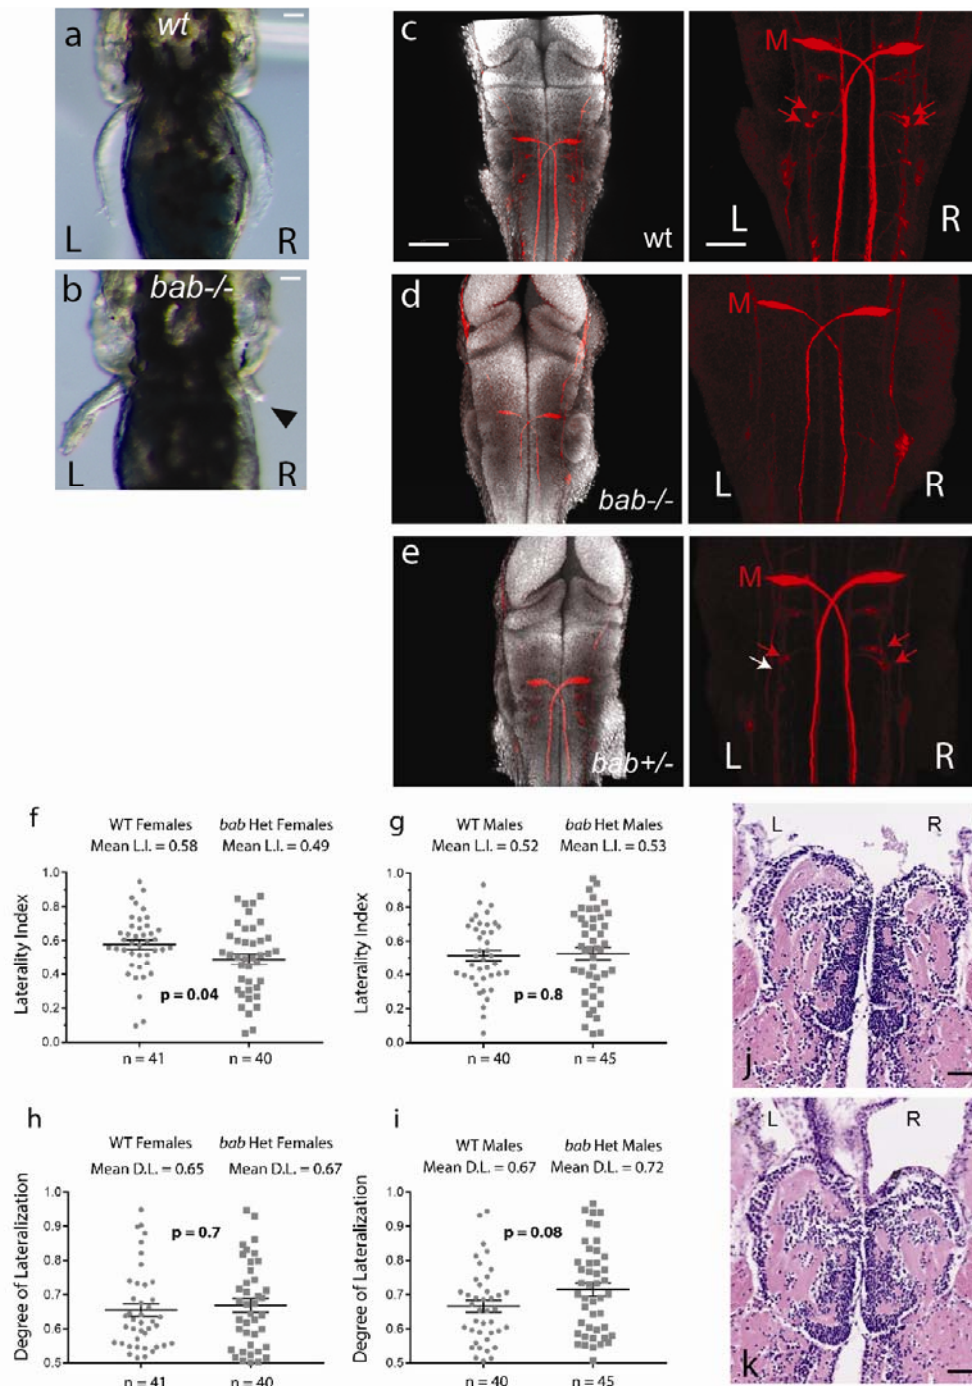 a
wt
L
R
b
bab-/-
L
R
c
wt
M
L
R
d
bab-/-
M
L
R
e
bab+/-
M
L
R
f
WT Females
bab Het Females
Mean L.I. = 0.58
Mean L.I. = 0.49
Laterality Index
1.0
0.8
0.6
0.4
0.2
0.0
p = 0.04
n = 41
n = 40
g
WT Males
bab Het Males
Mean L.I. = 0.52
Mean L.I. = 0.53
Laterality Index
1.0
0.8
0.6
0.4
0.2
0.0
p = 0.8
n = 40
n = 45
h
WT Females
bab Het Females
Mean D.L. = 0.65
Mean D.L. = 0.67
Degree of Lateralization
1.0
0.9
0.8
0.7
0.6
0.5
p = 0.7
n = 41
n = 40
i
WT Males
bab Het Males
Mean D.L. = 0.67
Mean D.L. = 0.72
Degree of Lateralization
1.0
0.9
0.8
0.7
0.6
0.5
p = 0.08
n = 40
n = 45
L
R
j
L
R
k